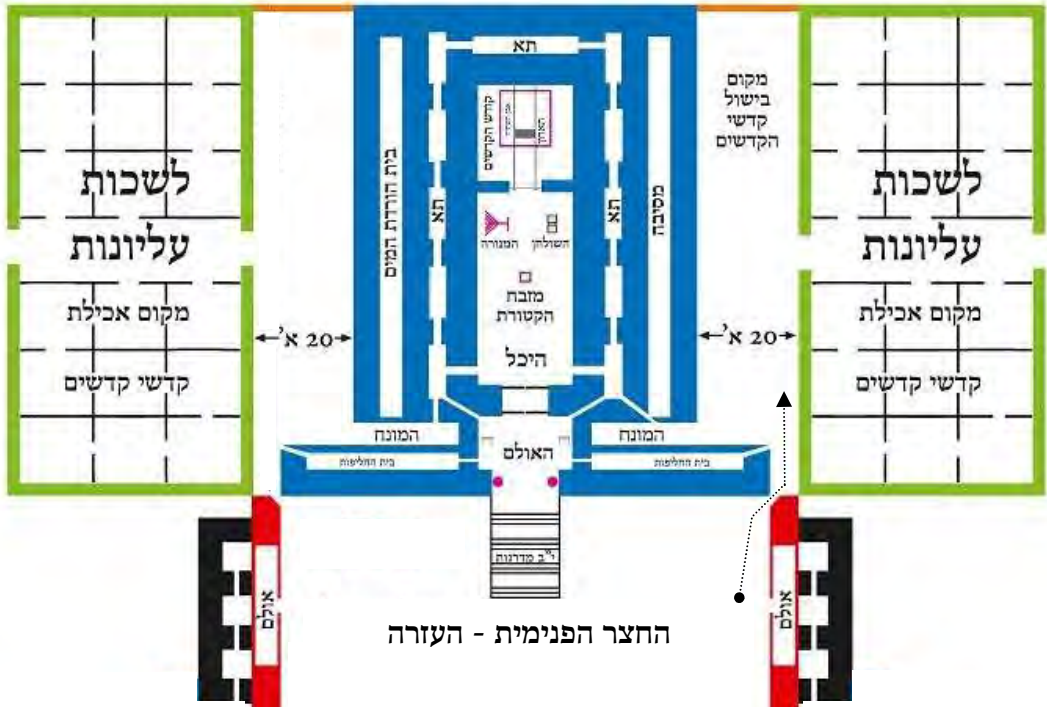 תא
מקום
בישול
קדשי
הקדשים
קודש הקדשים
הארון
לשכות
עליונות
מקום אכילת
קדשי קדשים
לשכות
עליונות
מקום אכילת
קדשי קדשים
בית הורדת המים
תא
תא
מסיבה
המנורה
השולחן
מזבח
הקטורת
היכל
20 א'
20 א'
המונח
המונח
האולם
בית החליפות
בית החליפות
י"ב מדרגות
אולם
אולם
החצר הפנימית - העזרה